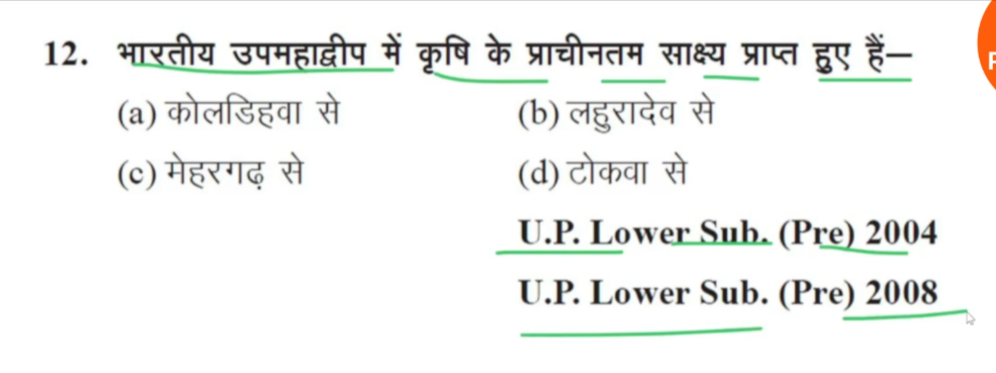 12. भारतीय उपमहाद्वीप में कृषि के प्राचीनतम साक्ष्य प्राप्त हुए हैं—
(a) कोलडिहवा से (b) लहुरादेव से
(c) मेहरगढ़ से (d) टोकवा से
U.P. Lower Sub. (Pre) 2004
U.P. Lower Sub. (Pre) 2008